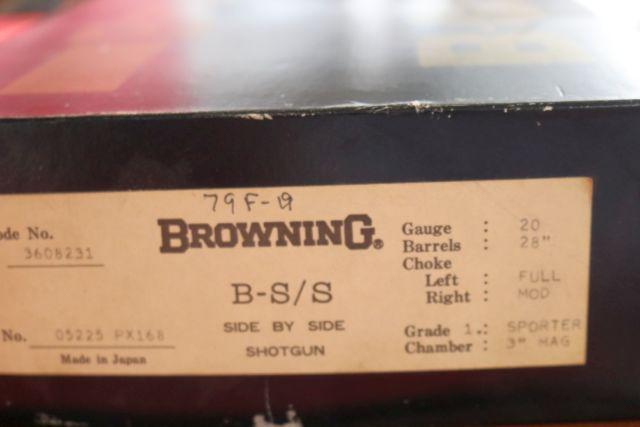 79F-19
ode No. 3608231
BROWNING®
B-S/S
SIDE BY SIDE
SHOTGUN
No. 05225 PX168
Made in Japan
Gauge : 20
Barrels : 28"
Choke
Left : FULL
Right : MOD
Grade 1.: SPORTER
Chamber : 3" MAG